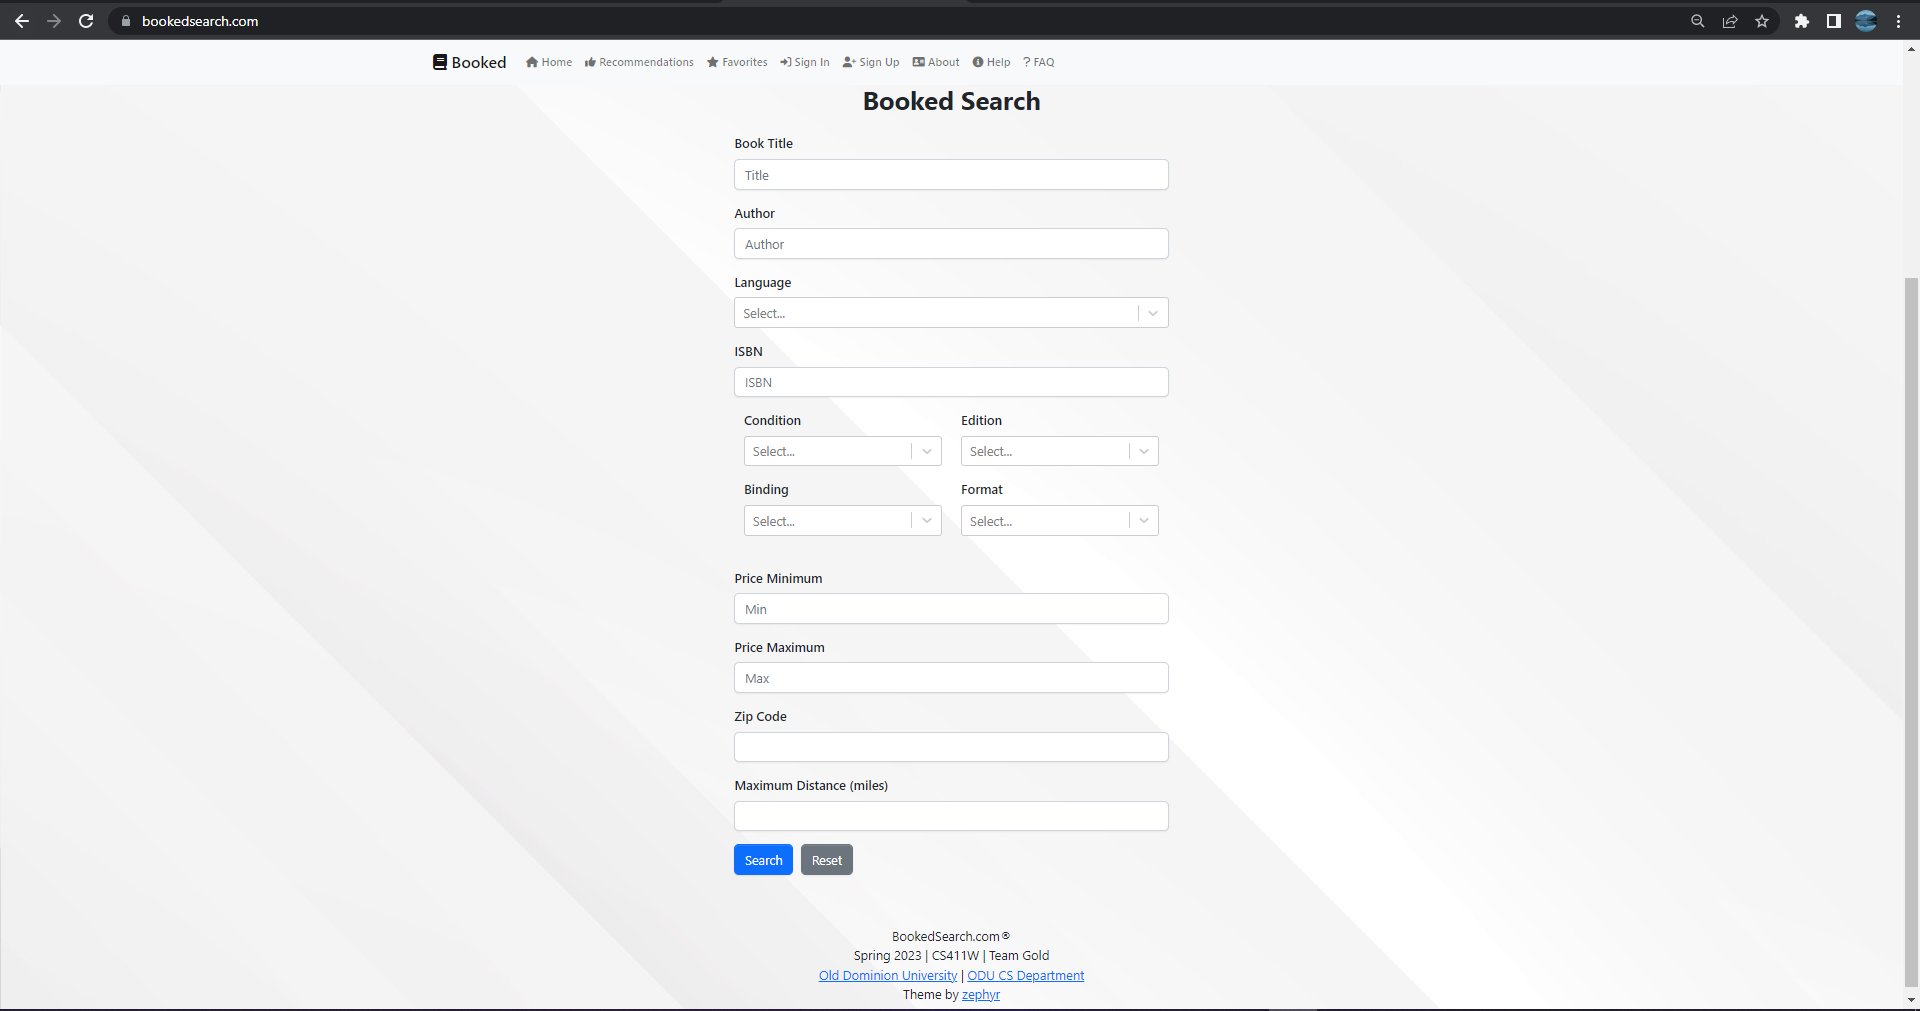 bookedsearch.com
Booked Home Recommendations Favorites Sign In Sign Up About Help ? FAQ
Booked Search
Book Title
Title
Author
Author
Language
Select...
ISBN
ISBN
Condition Edition
Select... Select...
Binding Format
Select... Select...
Price Minimum
Min
Price Maximum
Max
Zip Code
Maximum Distance (miles)
Search Reset
BookedSearch.com®
Spring 2023 | CS411W | Team Gold
Old Dominion University | ODU CS Department
Theme by zephyr